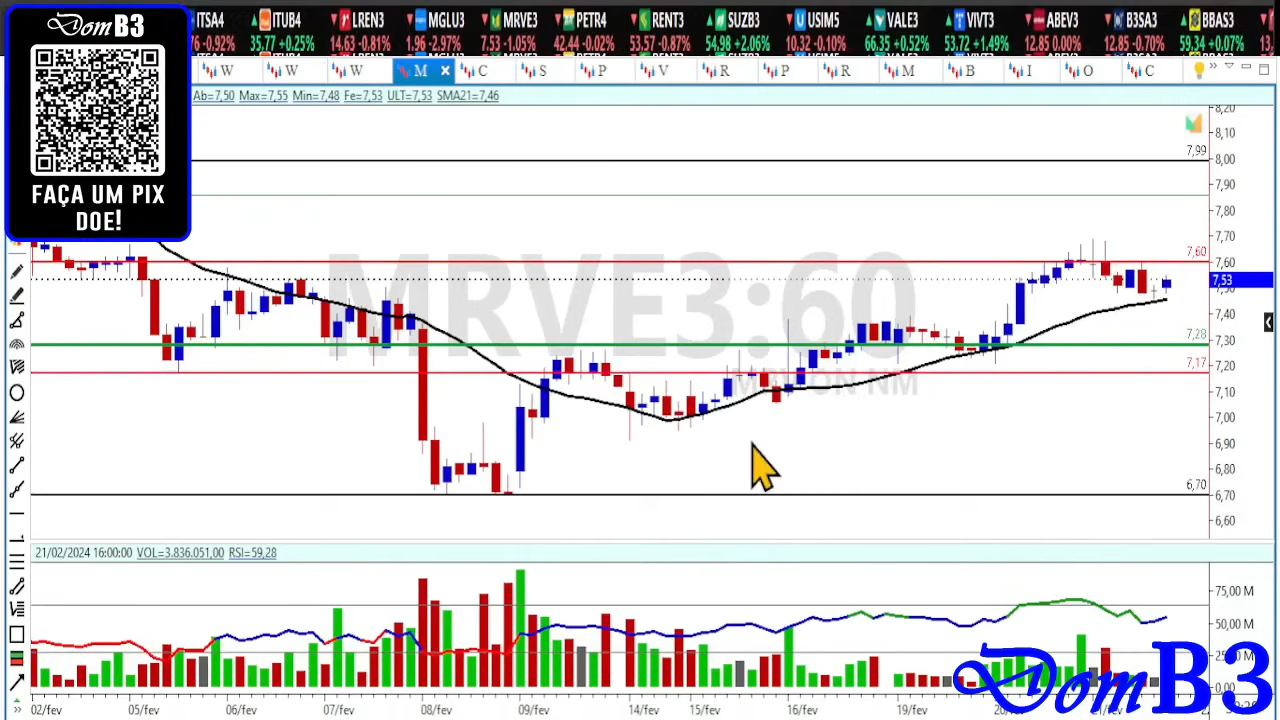 DomB3
FAÇA UM PIX
DOE!
ITSA4 ITUB4 LREN3 MGLU3 MRVE3 PETR4 RENT3 SUZB3 USIM5 VALE3 VIVT3 ABEV3 B3SA3 BBAS3
-0.92% 35.77 +0.25% 14.63 -0.81% 1.96 -2.97% 7.53 -1.05% 42.44 -0.02% 53.57 -0.87% 54.98 +2.06% 10.32 -0.10% 66.35 +0.52% 53.72 +1.49% 12.85 0.00% 12.85 -0.70% 59.34 +0.07%
W W W M C S P V R P R M B I O C
Ab=7,50 Max=7,55 Min=7,48 Fe=7,53 ULT=7,53 SMA21=7,46
MRVE3:60
MRV ON NM
7,99
7,60
7,28
7,17
6,70
8,20
8,10
8,00
7,90
7,80
7,70
7,60
7,53
7,50
7,40
7,30
7,20
7,10
7,00
6,90
6,80
6,70
6,60
21/02/2024 16:00:00 VOL=3.836.051,00 RSI=59,28
75,00 M
50,00 M
0,00
02/fev 05/fev 06/fev 07/fev 08/fev 09/fev 14/fev 15/fev 16/fev 19/fev
DomB3